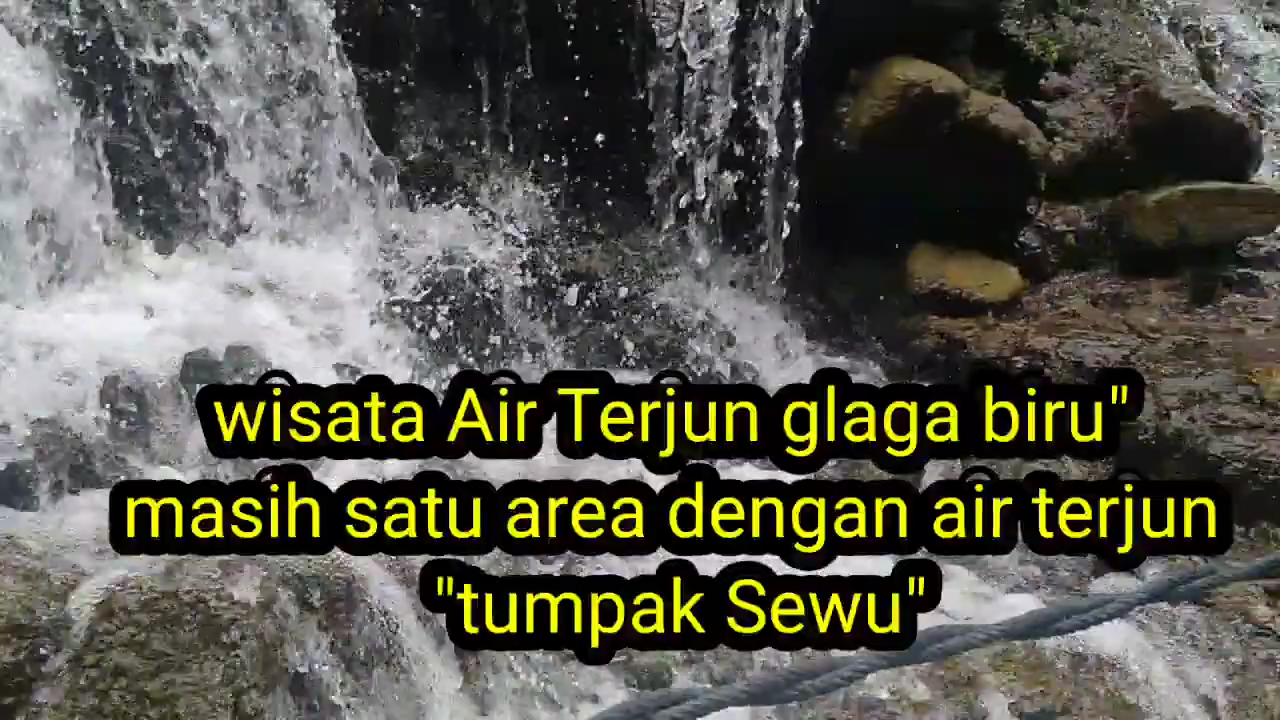 wisata Air Terjun glaga biru"
masih satu area dengan air terjun
"tumpak Sewu"